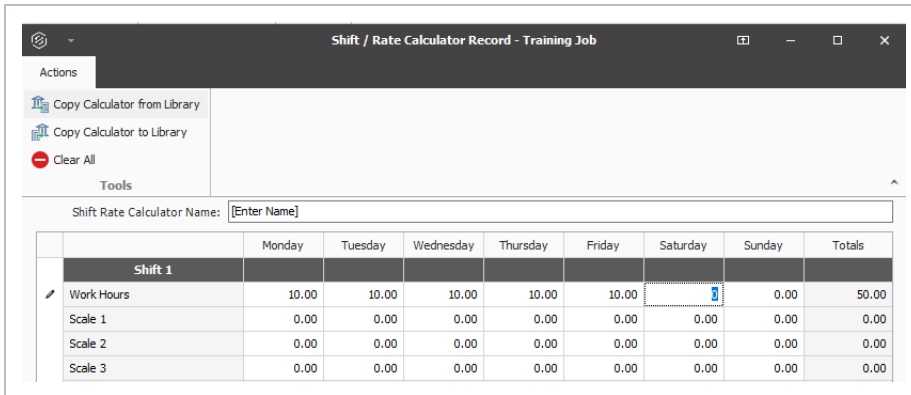 Shift / Rate Calculator Record - Training Job
Actions
Copy Calculator from Library
Copy Calculator to Library
Clear All
Tools
Shift Rate Calculator Name: [Enter Name]
Monday Tuesday Wednesday Thursday Friday Saturday Sunday Totals
Shift 1
Work Hours 10.00 10.00 10.00 10.00 10.00 0 0.00 50.00
Scale 1 0.00 0.00 0.00 0.00 0.00 0.00 0.00 0.00
Scale 2 0.00 0.00 0.00 0.00 0.00 0.00 0.00 0.00
Scale 3 0.00 0.00 0.00 0.00 0.00 0.00 0.00 0.00